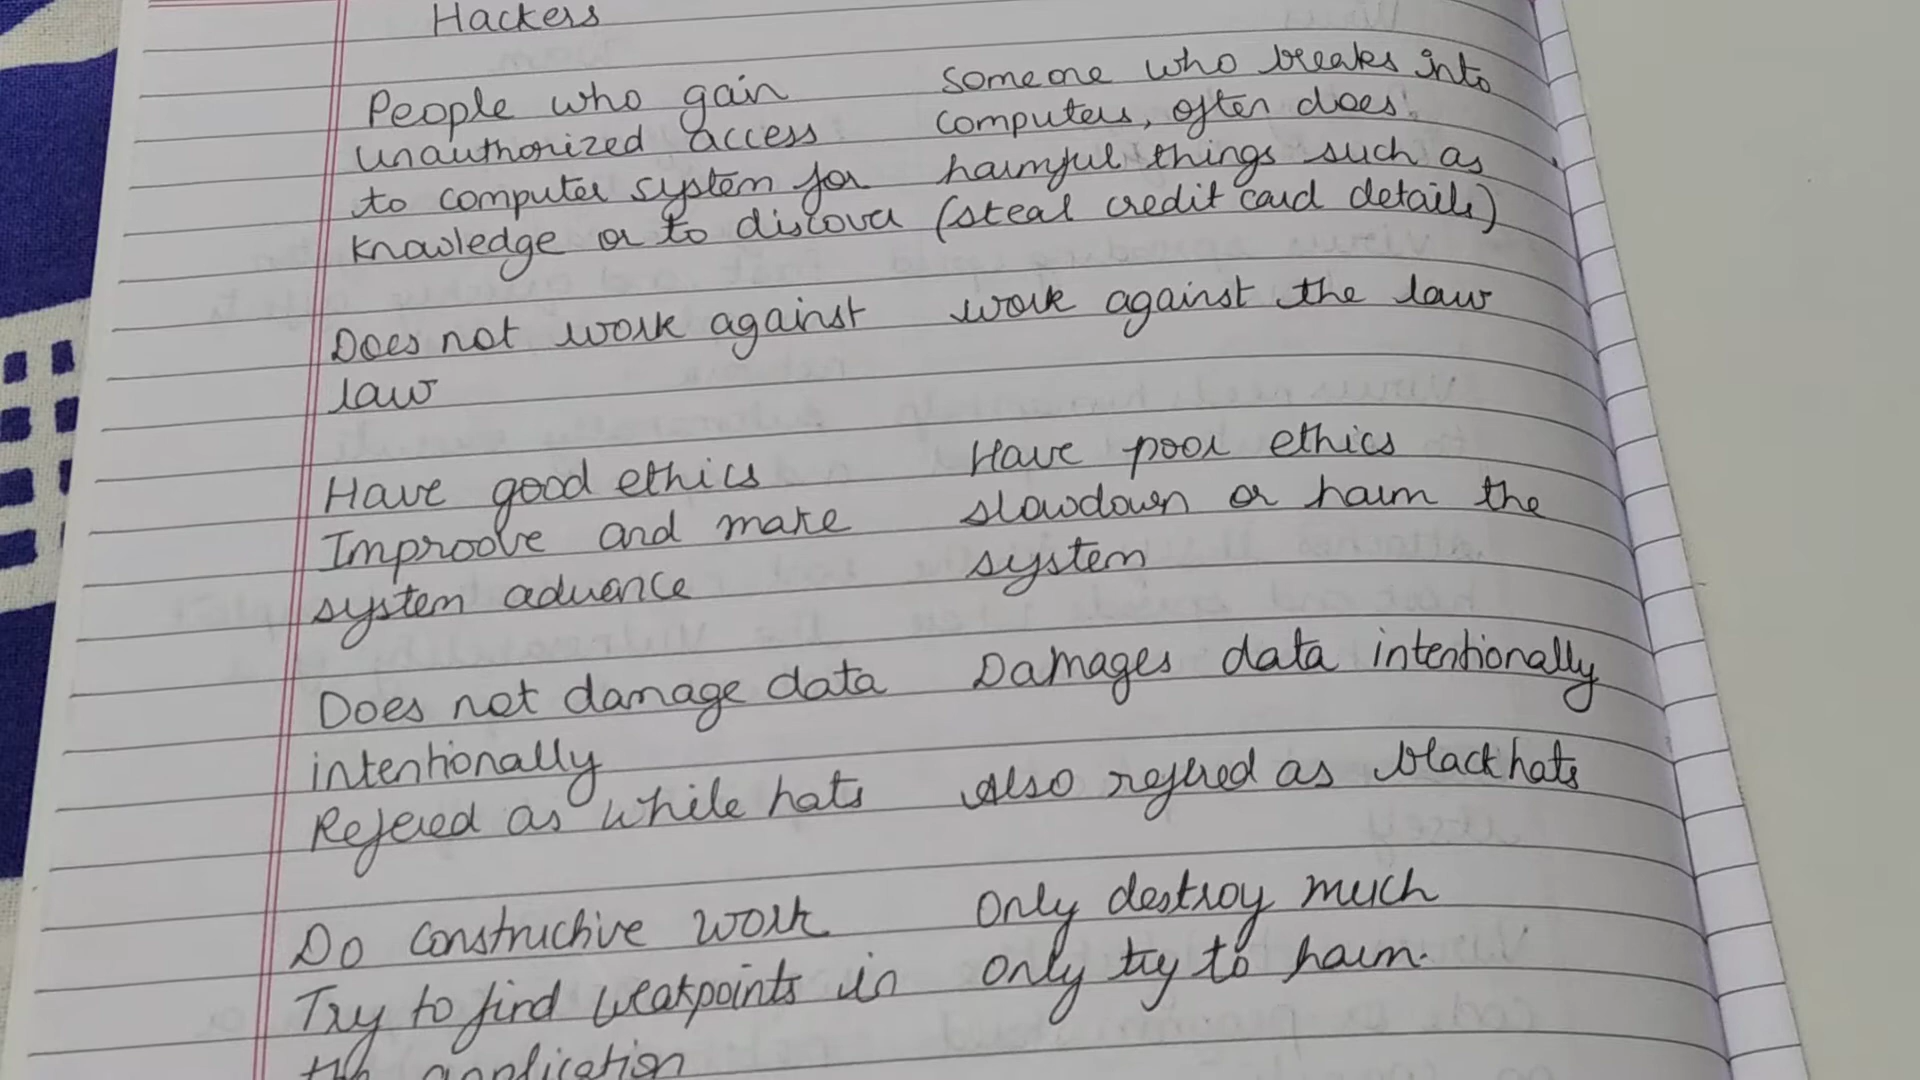 Hackers
People who gain
unauthorized access
to computer system for
knowledge or to discover
Does not work against
law
Have good ethics
Improove and make
system advance
Does not damage data
intentionally
Refered as while hats
Do constructive work
Try to find weakpoints in
the application
Someone who breaks into
computers, often does
harmful things such as
(steal credit card details)
work against the law
Have poor ethics
slowdown or harm the
system
Damages data intentionally
Also refered as black hats
Only destroy much
only try to harm.